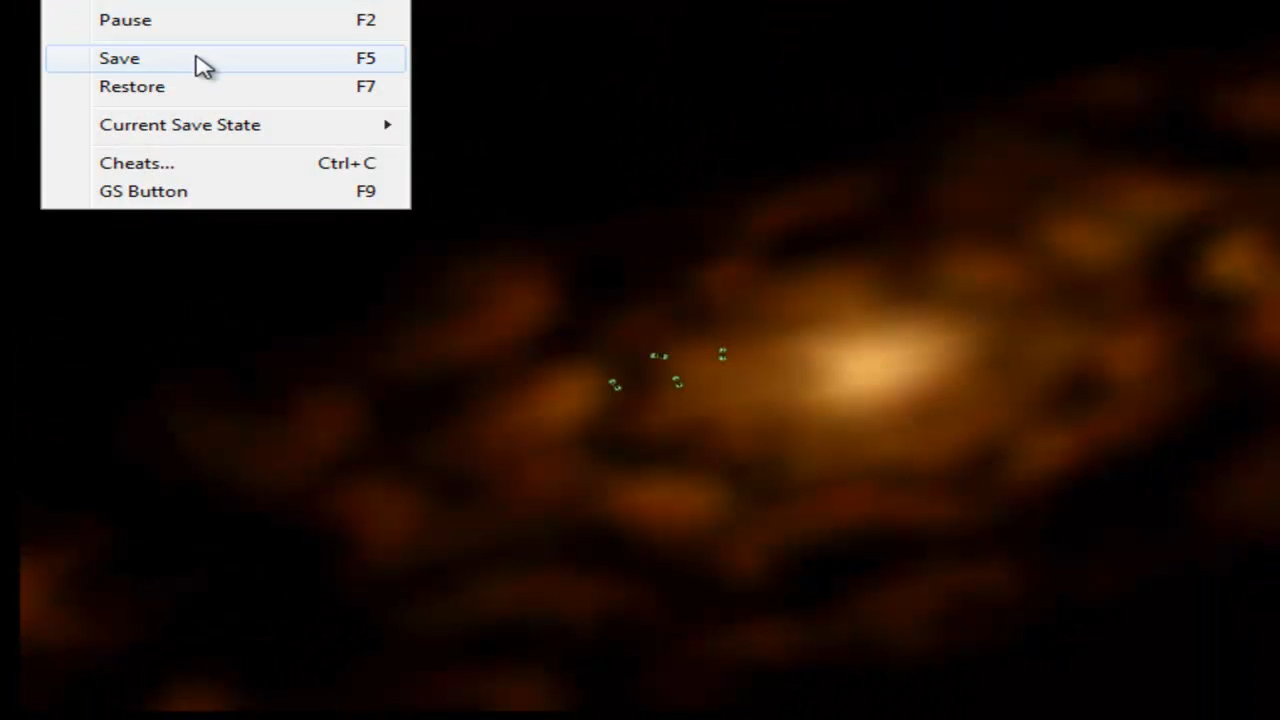 Pause F2
Save F5
Restore F7
Current Save State
Cheats... Ctrl+C
GS Button F9